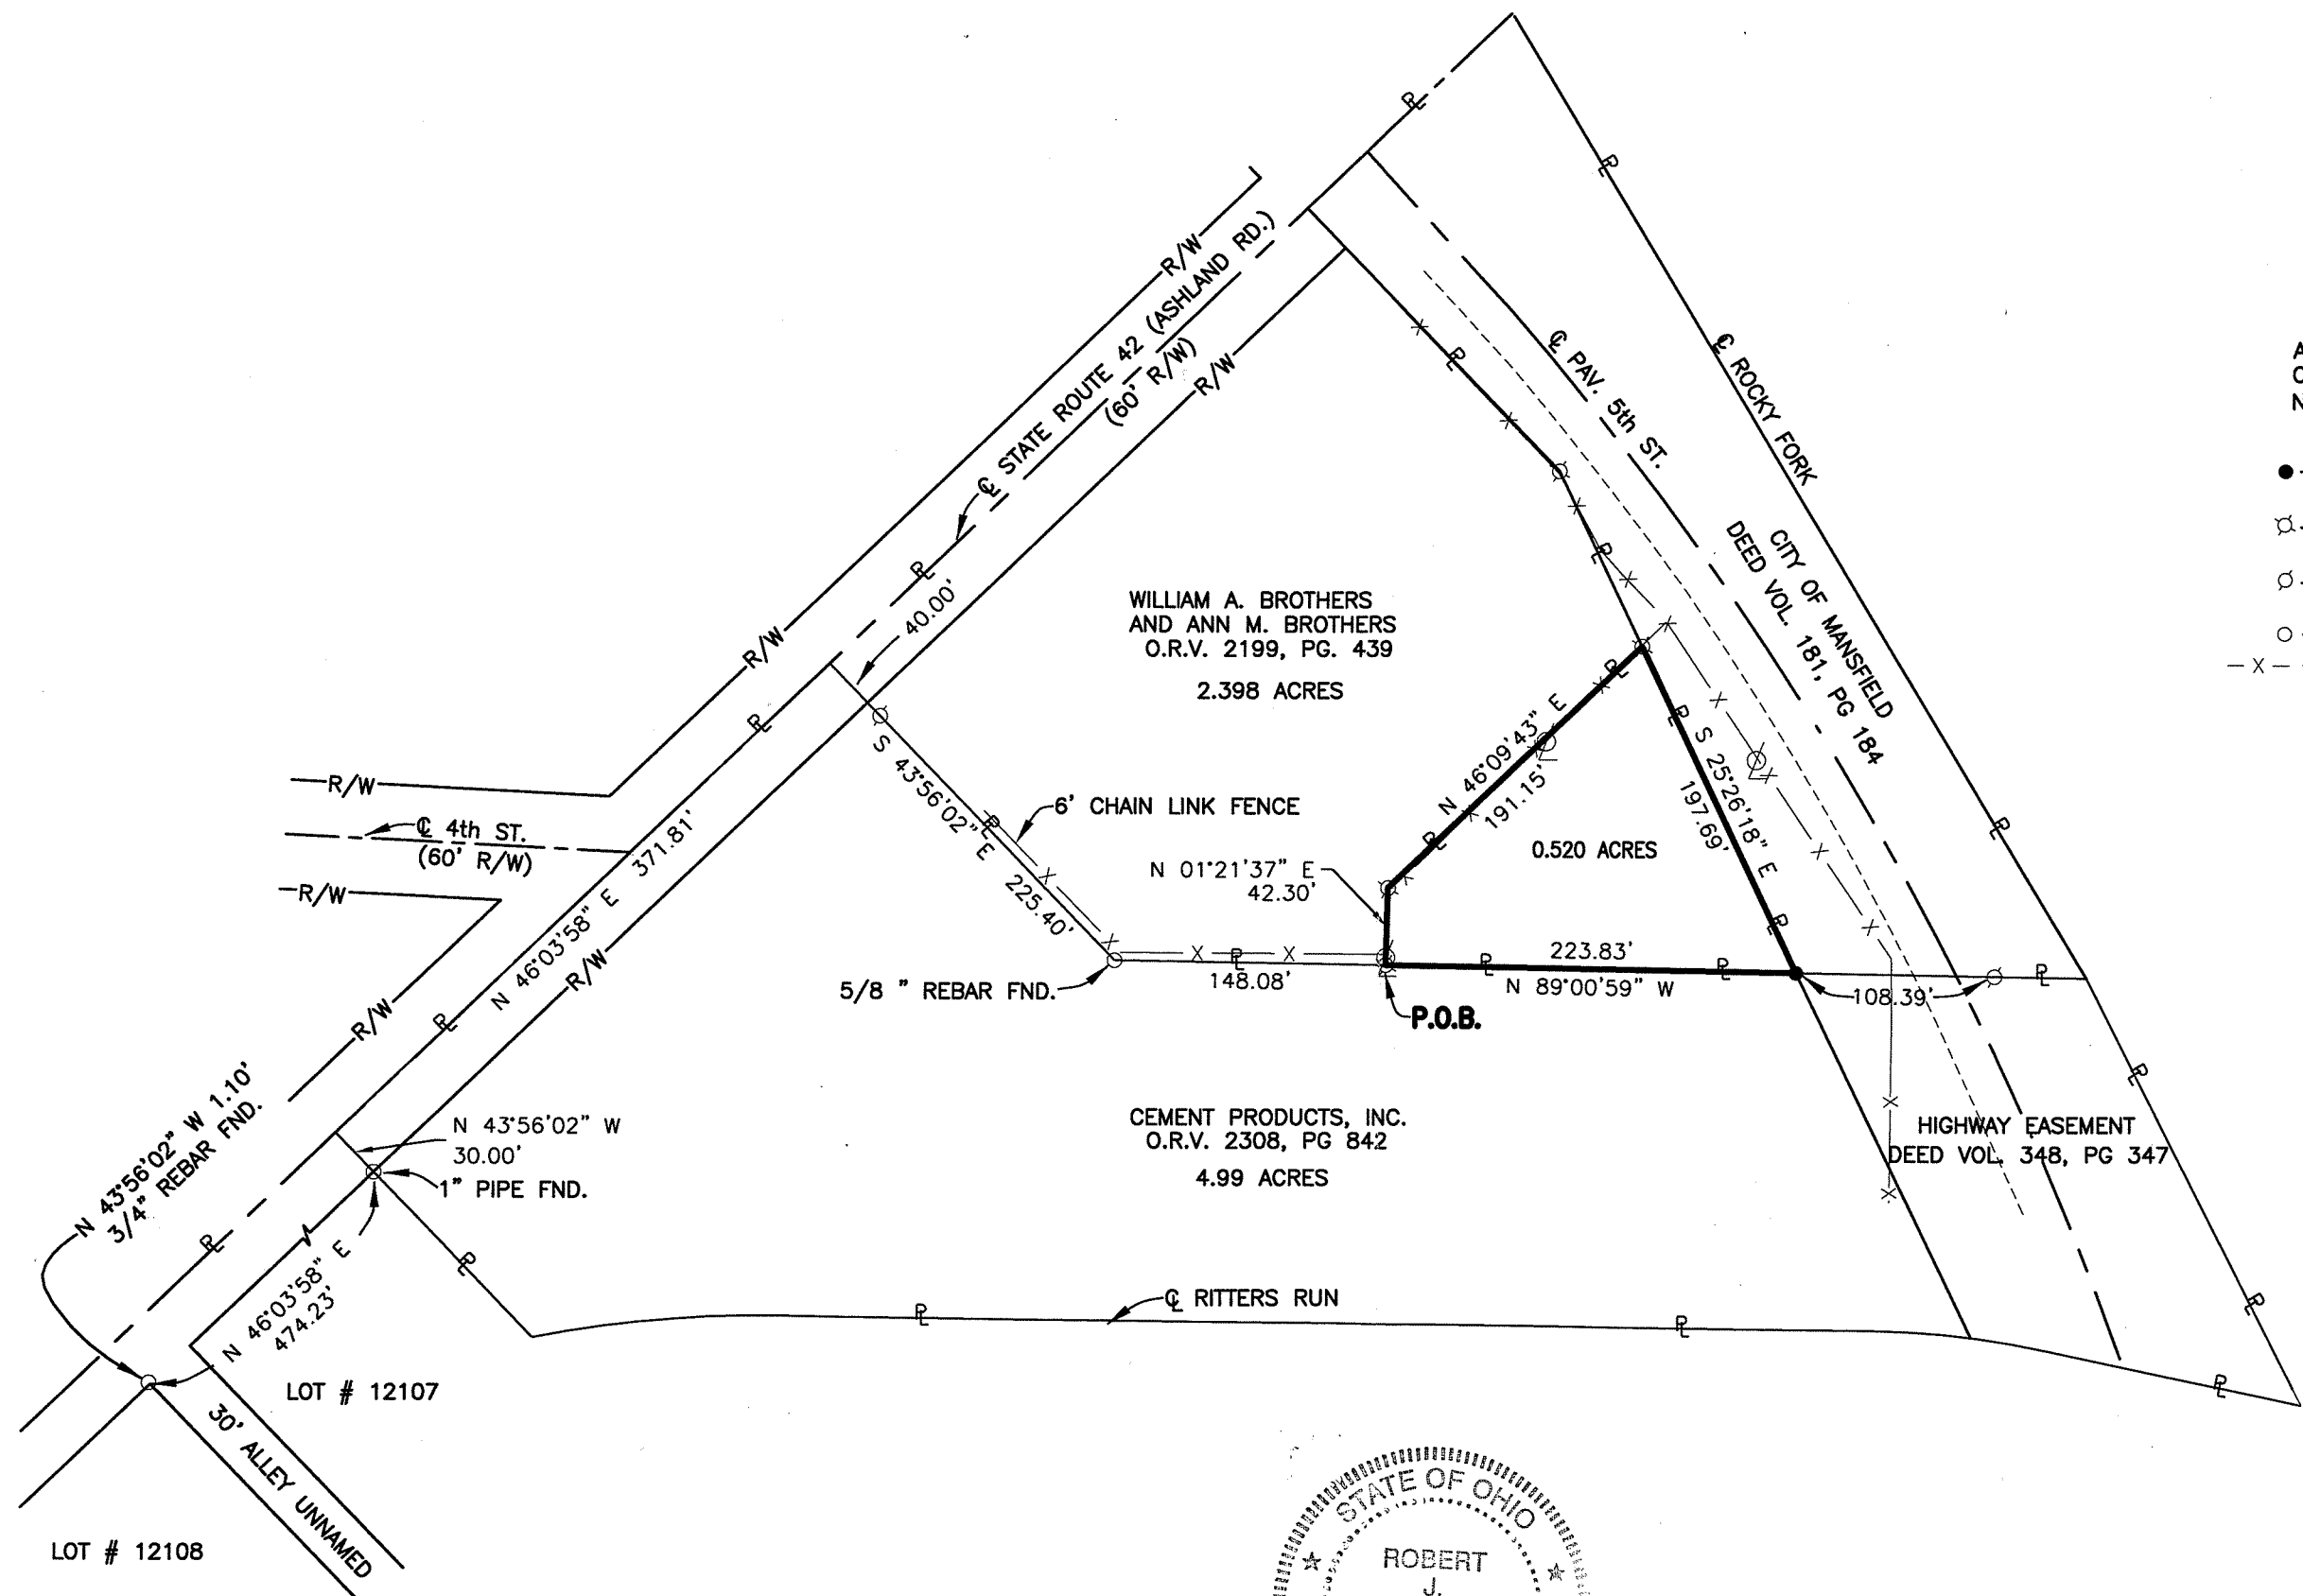 R/W
R/W
R/W
℄ STATE ROUTE 42 (ASHLAND RD.)
(60' R/W)
R/W
℄ PAV. 5th ST.
℄ ROCKY FORK
CITY OF MANSFIELD
DEED VOL. 181, PG 184
A
O
N
— X —
WILLIAM A. BROTHERS
AND ANN M. BROTHERS
O.R.V. 2199, PG. 439
2.398 ACRES
40.00'
S 43°56'02" E
225.40'
6' CHAIN LINK FENCE
N 46°09'43" E
191.15'
S 25°26'18" E
197.69'
0.520 ACRES
N 01°21'37" E
42.30'
R/W
℄ 4th ST.
(60' R/W)
R/W
N 46°03'58" E 371.81'
R/W
R/W
5/8 " REBAR FND.
148.08'
223.83'
N 89°00'59" W
P.O.B.
108.39'
N 43°56'02" W 1.10'
3/4" REBAR FND.
N 43°56'02" W
30.00'
1" PIPE FND.
CEMENT PRODUCTS, INC.
O.R.V. 2308, PG 842
4.99 ACRES
HIGHWAY EASEMENT
DEED VOL. 348, PG 347
N 46°03'58" E
474.23'
℄ RITTERS RUN
LOT # 12107
30' ALLEY UNNAMED
LOT # 12108
STATE OF OHIO
ROBERT
J.